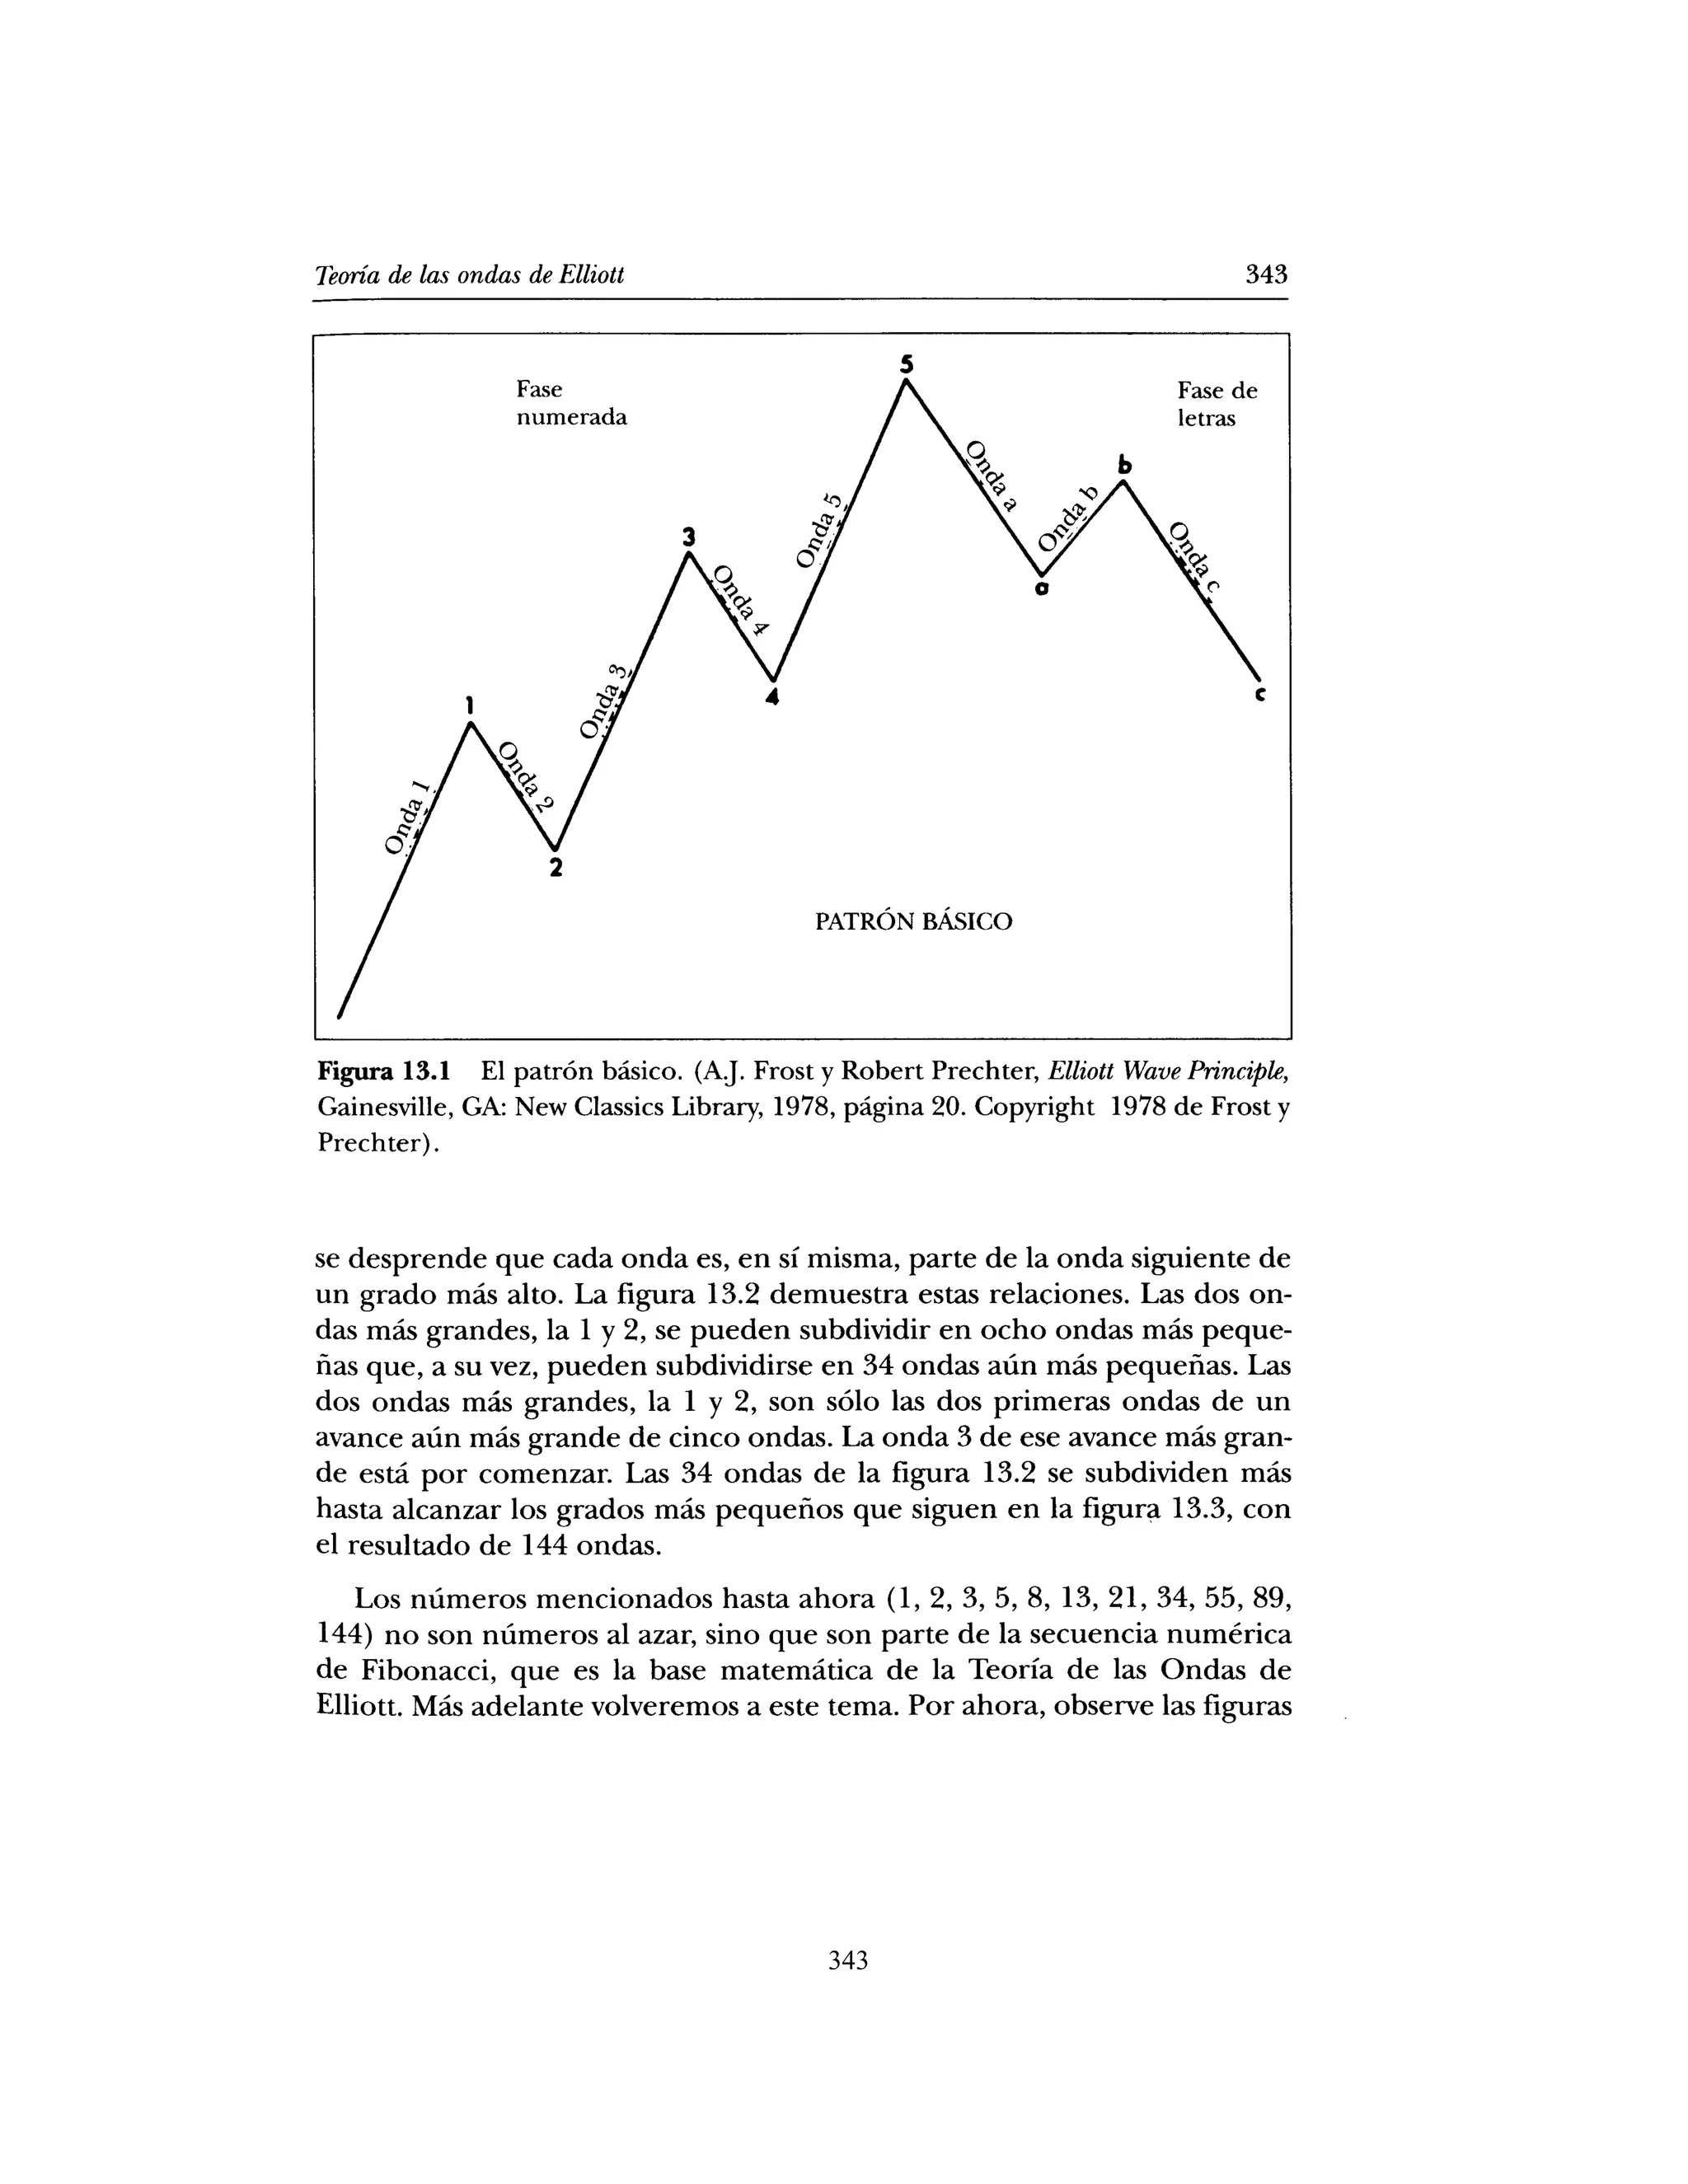 Teoría de las ondas de Elliott 343
5
Fase
numerada
Fase de
letras
b
Onda a
Onda b
Onda 5
3
Onda c
Onda 4
a
Onda 3
4
c
1
Onda 2
Onda 1
2
PATRÓN BÁSICO
Figura 13.1 El patrón básico. (A.J. Frost y Robert Prechter, Elliott Wave Principle,
Gainesville, GA: New Classics Library, 1978, página 20. Copyright 1978 de Frost y
Prechter).
se desprende que cada onda es, en sí misma, parte de la onda siguiente de
un grado más alto. La figura 13.2 demuestra estas relaciones. Las dos on-
das más grandes, la 1 y 2, se pueden subdividir en ocho ondas más peque-
ñas que, a su vez, pueden subdividirse en 34 ondas aún más pequeñas. Las
dos ondas más grandes, la 1 y 2, son sólo las dos primeras ondas de un
avance aún más grande de cinco ondas. La onda 3 de ese avance más gran-
de está por comenzar. Las 34 ondas de la figura 13.2 se subdividen más
hasta alcanzar los grados más pequeños que siguen en la figura 13.3, con
el resultado de 144 ondas.
Los números mencionados hasta ahora (1, 2, 3, 5, 8, 13, 21, 34, 55, 89,
144) no son números al azar, sino que son parte de la secuencia numérica
de Fibonacci, que es la base matemática de la Teoría de las Ondas de
Elliott. Más adelante volveremos a este tema. Por ahora, observe las figuras
343